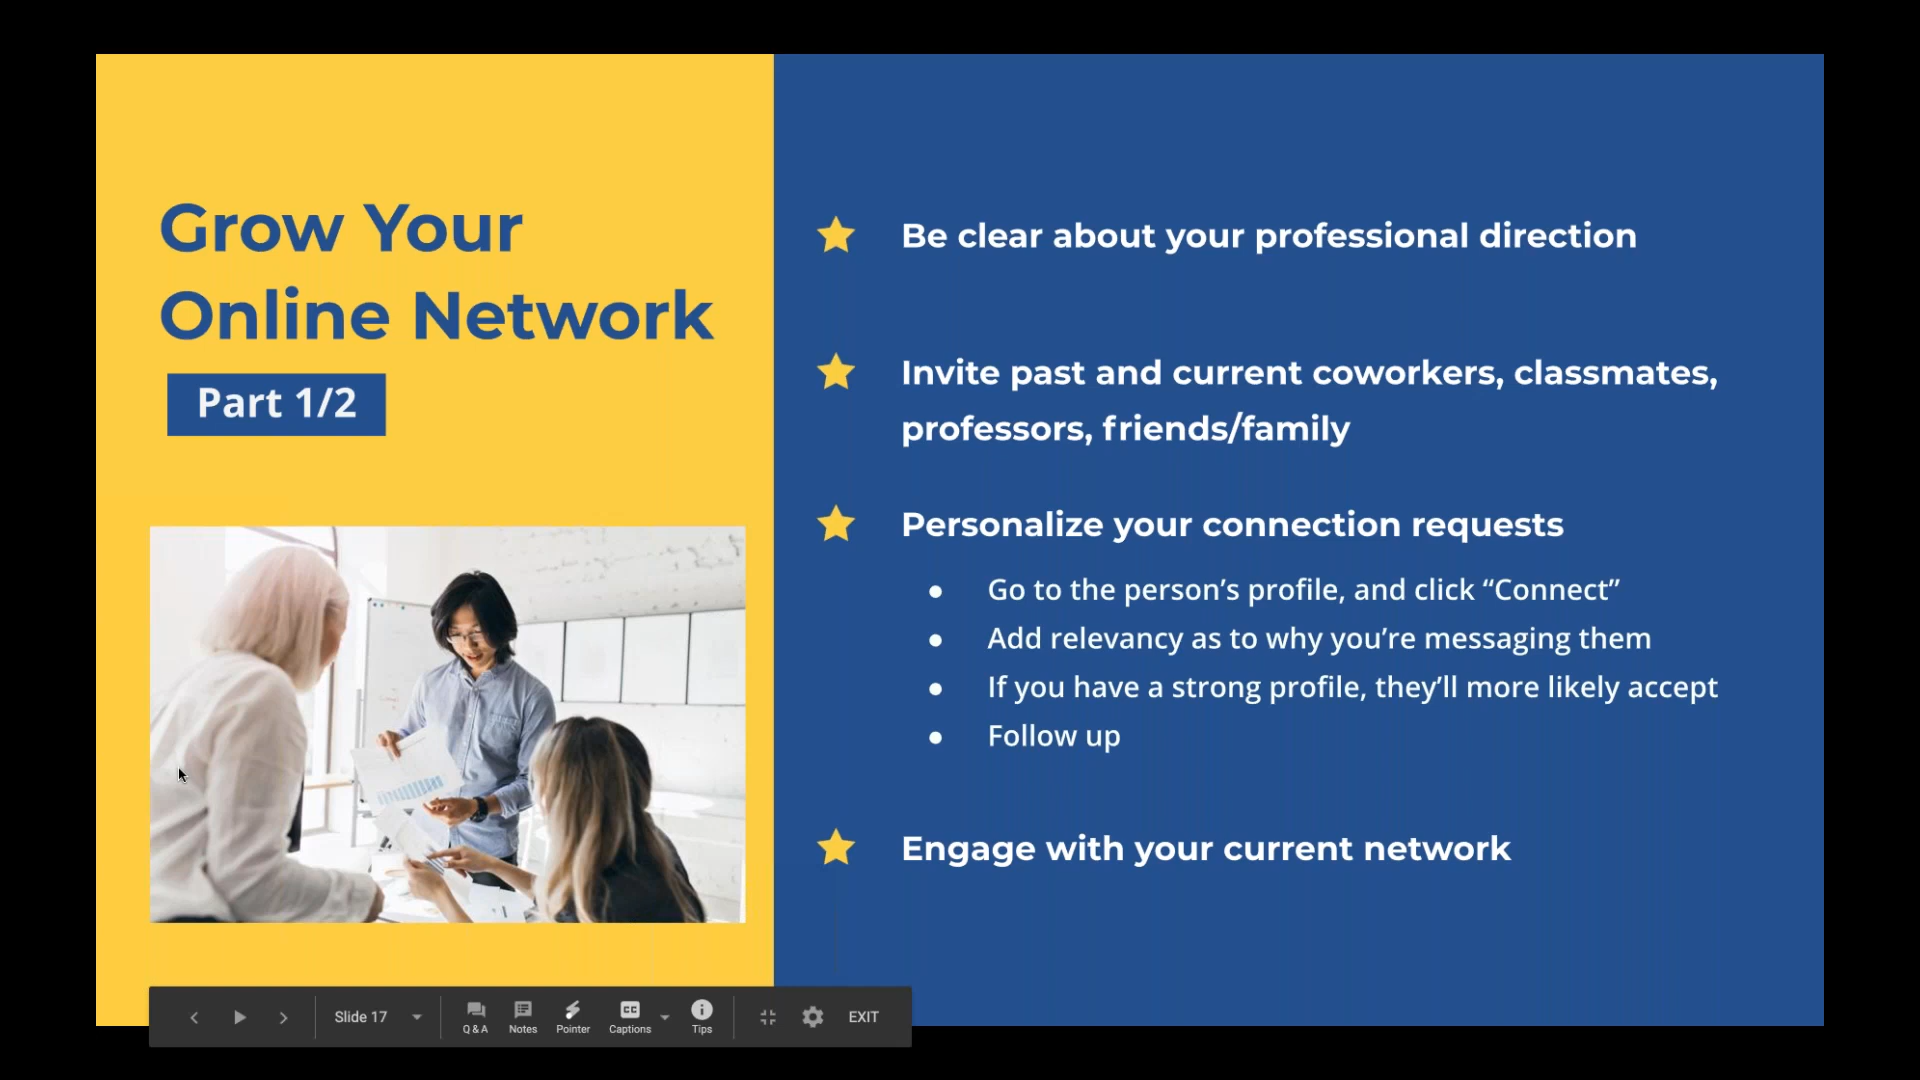 Grow Your
Online Network
Part 1/2
Be clear about your professional direction
Invite past and current coworkers, classmates,
professors, friends/family
Personalize your connection requests
Go to the person’s profile, and click “Connect”
Add relevancy as to why you’re messaging them
If you have a strong profile, they’ll more likely accept
Follow up
Engage with your current network
Slide 17
Q & A
Notes
Pointer
CC
Captions
Tips
EXIT